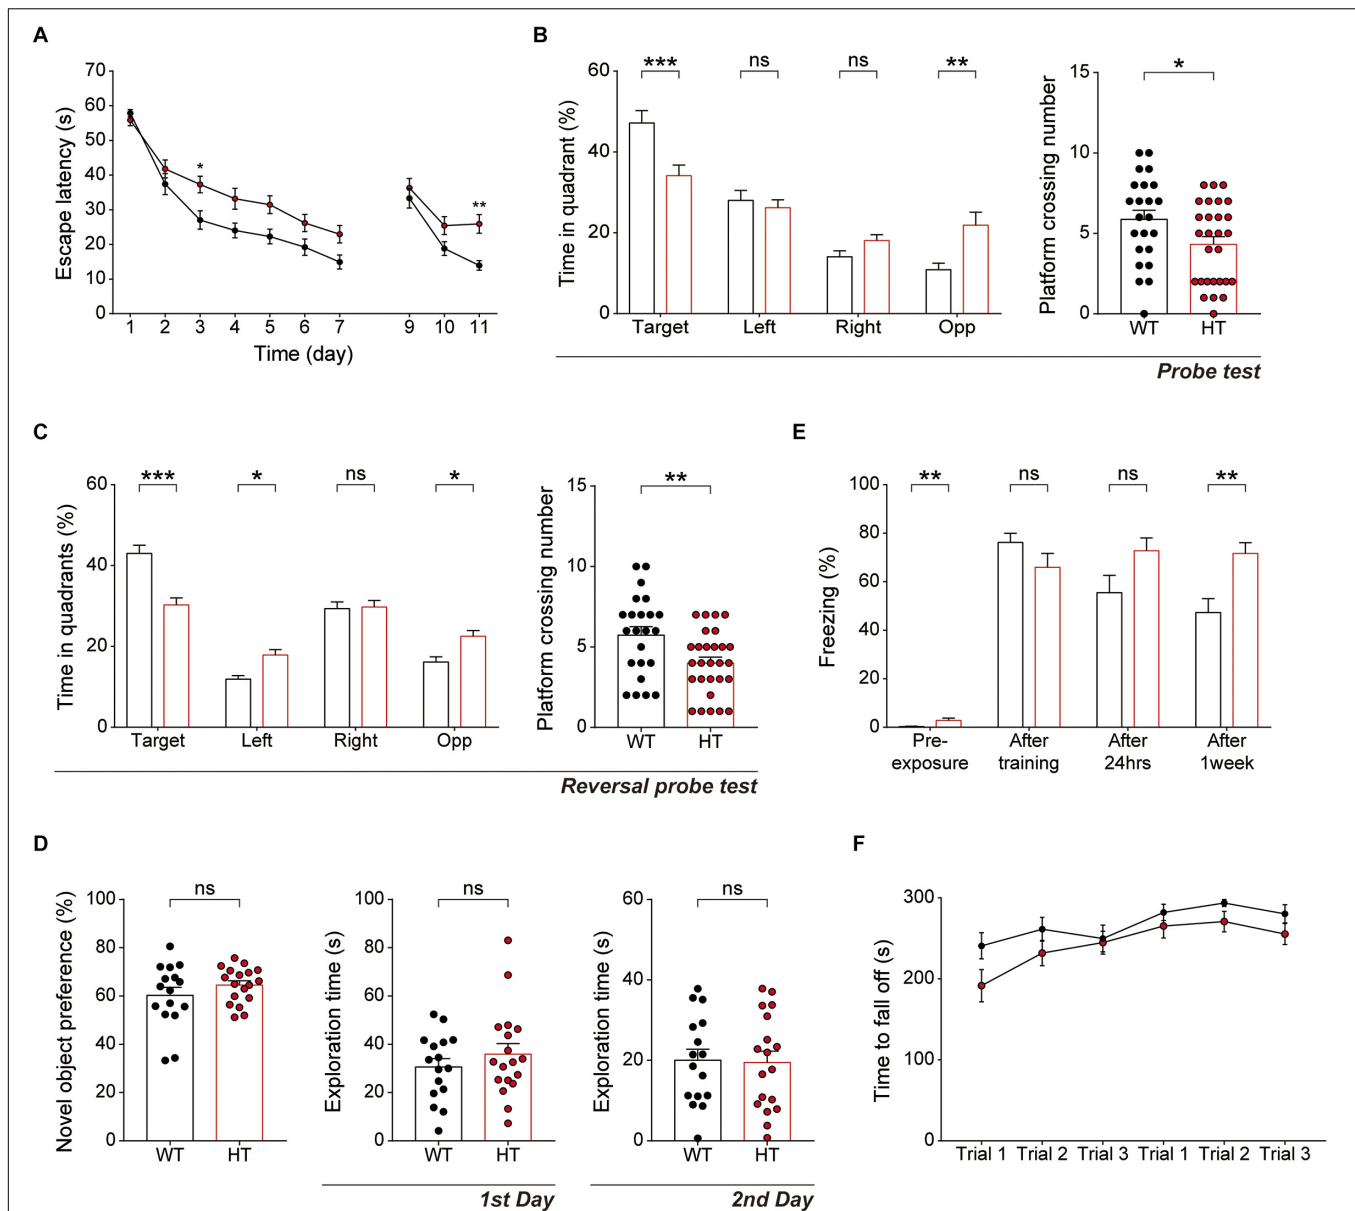 A
Escape latency (s)
70
60
50
40
30
20
10
0
*
**
1 2 3 4 5 6 7 9 10 11
Time (day)
B
Time in quadrant (%)
60
40
20
0
*** ns ns **
Target Left Right Opp
Platform crossing number
15
10
5
0
*
WT HT
Probe test
C
Time in quadrants (%)
60
40
20
0
*** * ns *
Target Left Right Opp
Platform crossing number
15
10
5
0
**
WT HT
Reversal probe test
E
Freezing (%)
100
80
60
40
20
0
** ns ns **
Pre- After After After
exposure training 24hrs 1week
D
Novel object preference (%)
100
80
60
40
20
0
ns
WT HT
Exploration time (s)
100
80
60
40
20
0
ns
WT HT
1st Day
Exploration time (s)
60
40
20
0
ns
WT HT
2nd Day
F
Time to fall off (s)
300
200
100
0
Trial 1 Trial 2 Trial 3 Trial 1 Trial 2 Trial 3